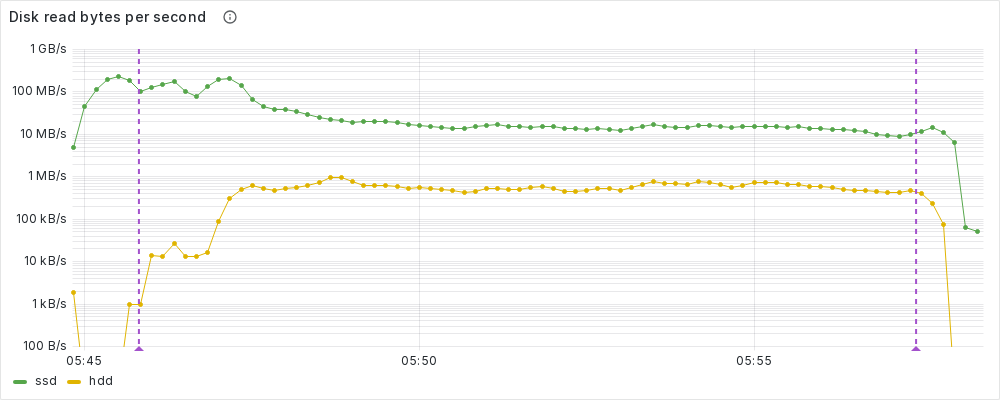 Disk read bytes per second
1 GB/s
100 MB/s
10 MB/s
1 MB/s
100 kB/s
10 kB/s
1 kB/s
100 B/s
05:45 05:50 05:55
ssd hdd